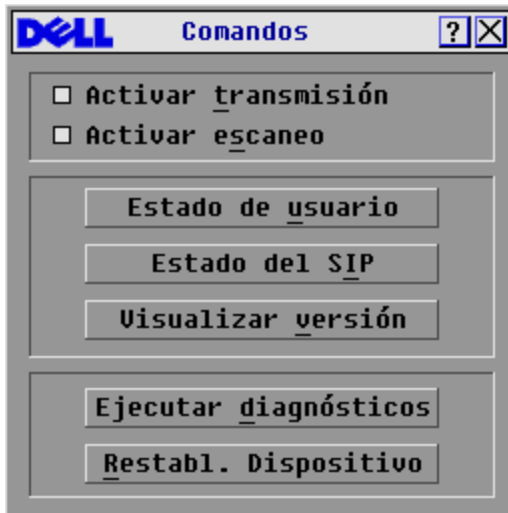 DELL Comandos ? X
Activar transmisión
Activar escaneo
Estado de usuario
Estado del SIP
Visualizar versión
Ejecutar diagnósticos
Restabl. Dispositivo